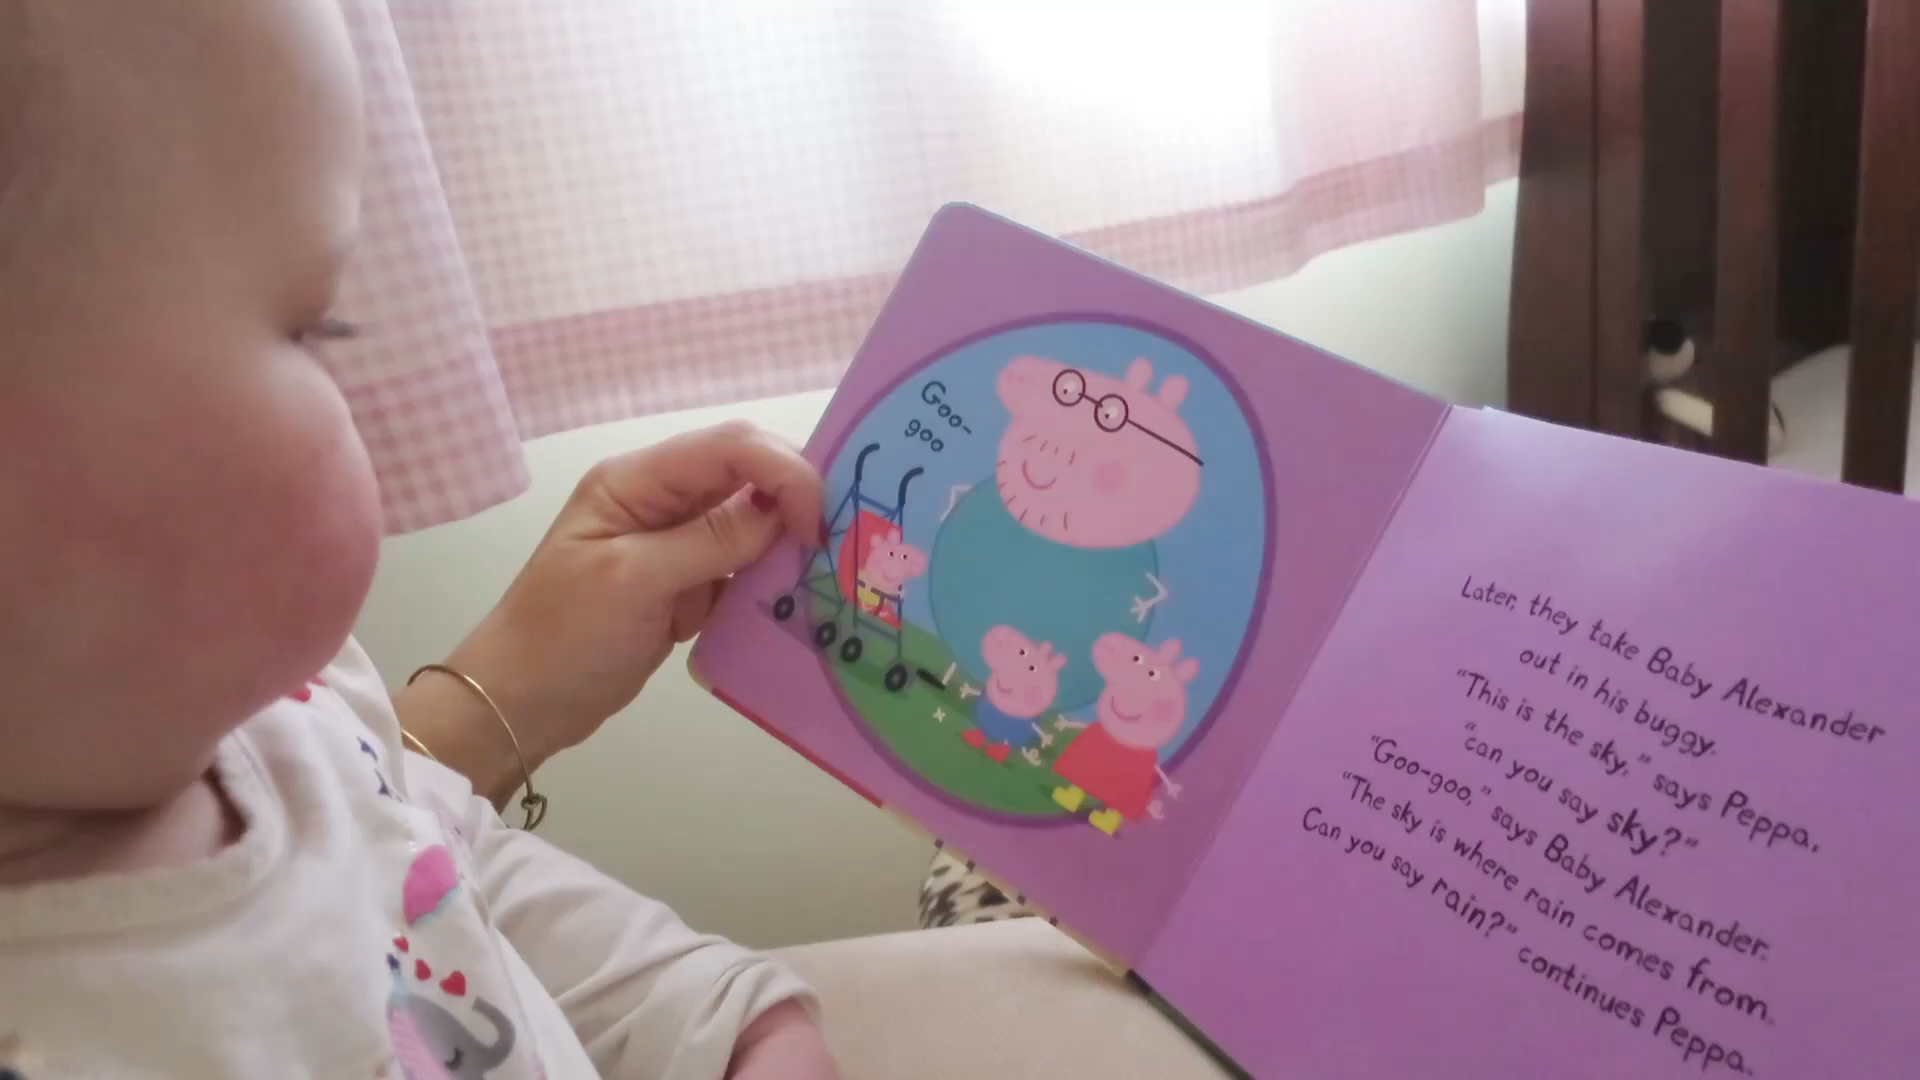 Goo-
goo
Later, they take Baby Alexander
out in his buggy.
“This is the sky,” says Peppa,
“can you say sky?”
“Goo-goo,” says Baby Alexander.
“The sky is where rain comes from.
Can you say rain?” continues Peppa.